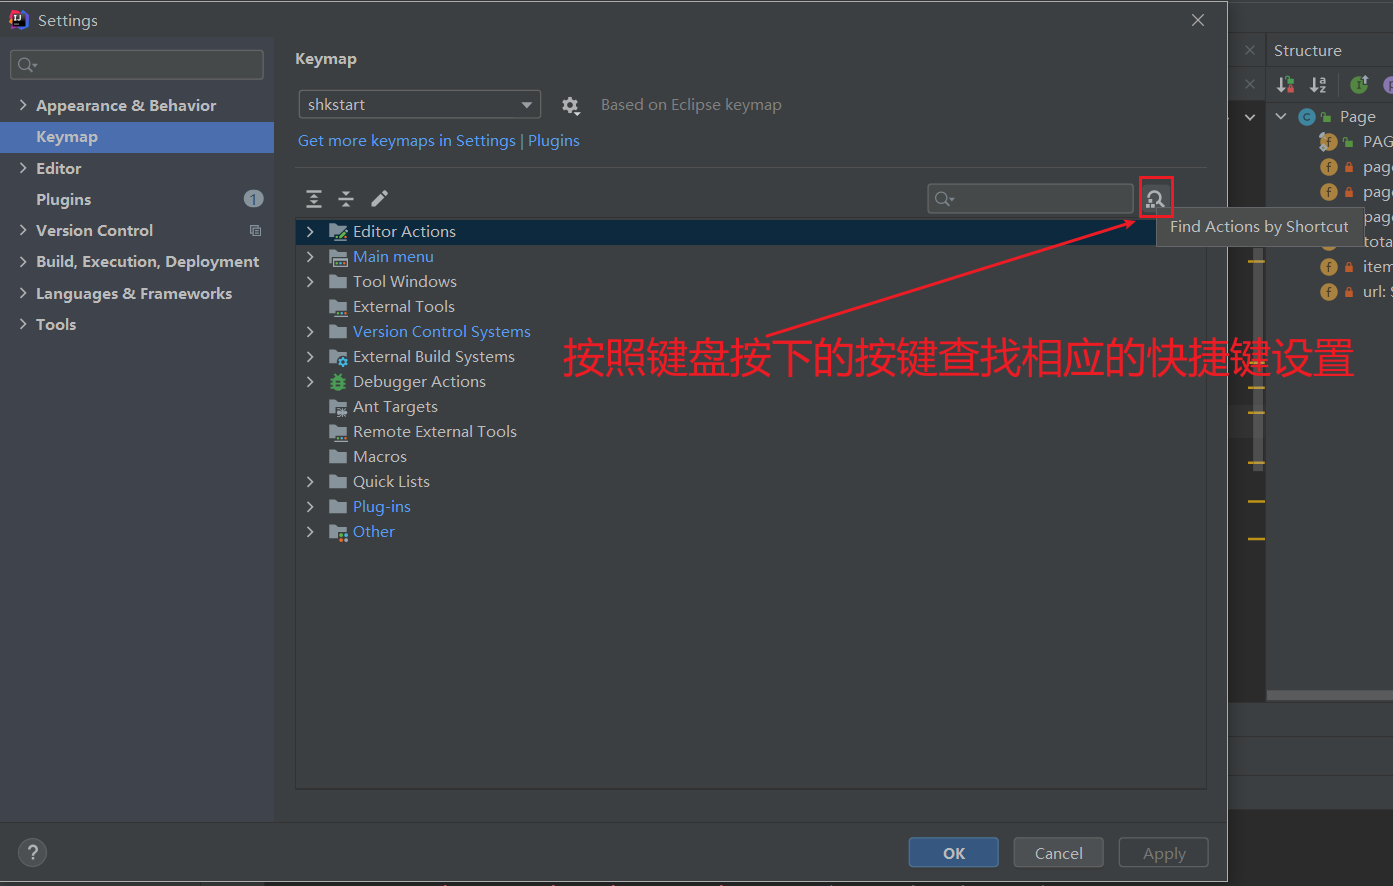 Settings
Appearance & Behavior
Keymap
Editor
Plugins
1
Version Control
Build, Execution, Deployment
Languages & Frameworks
Tools
Keymap
shkstart
Based on Eclipse keymap
Get more keymaps in Settings | Plugins
Find Actions by Shortcut
Editor Actions
Main menu
Tool Windows
External Tools
Version Control Systems
External Build Systems
Debugger Actions
Ant Targets
Remote External Tools
Macros
Quick Lists
Plug-ins
Other
按照键盘按下的按键查找相应的快捷键设置
?
OK
Cancel
Apply
Structure
Page
PAG
page
page
page
tota
item
url: S